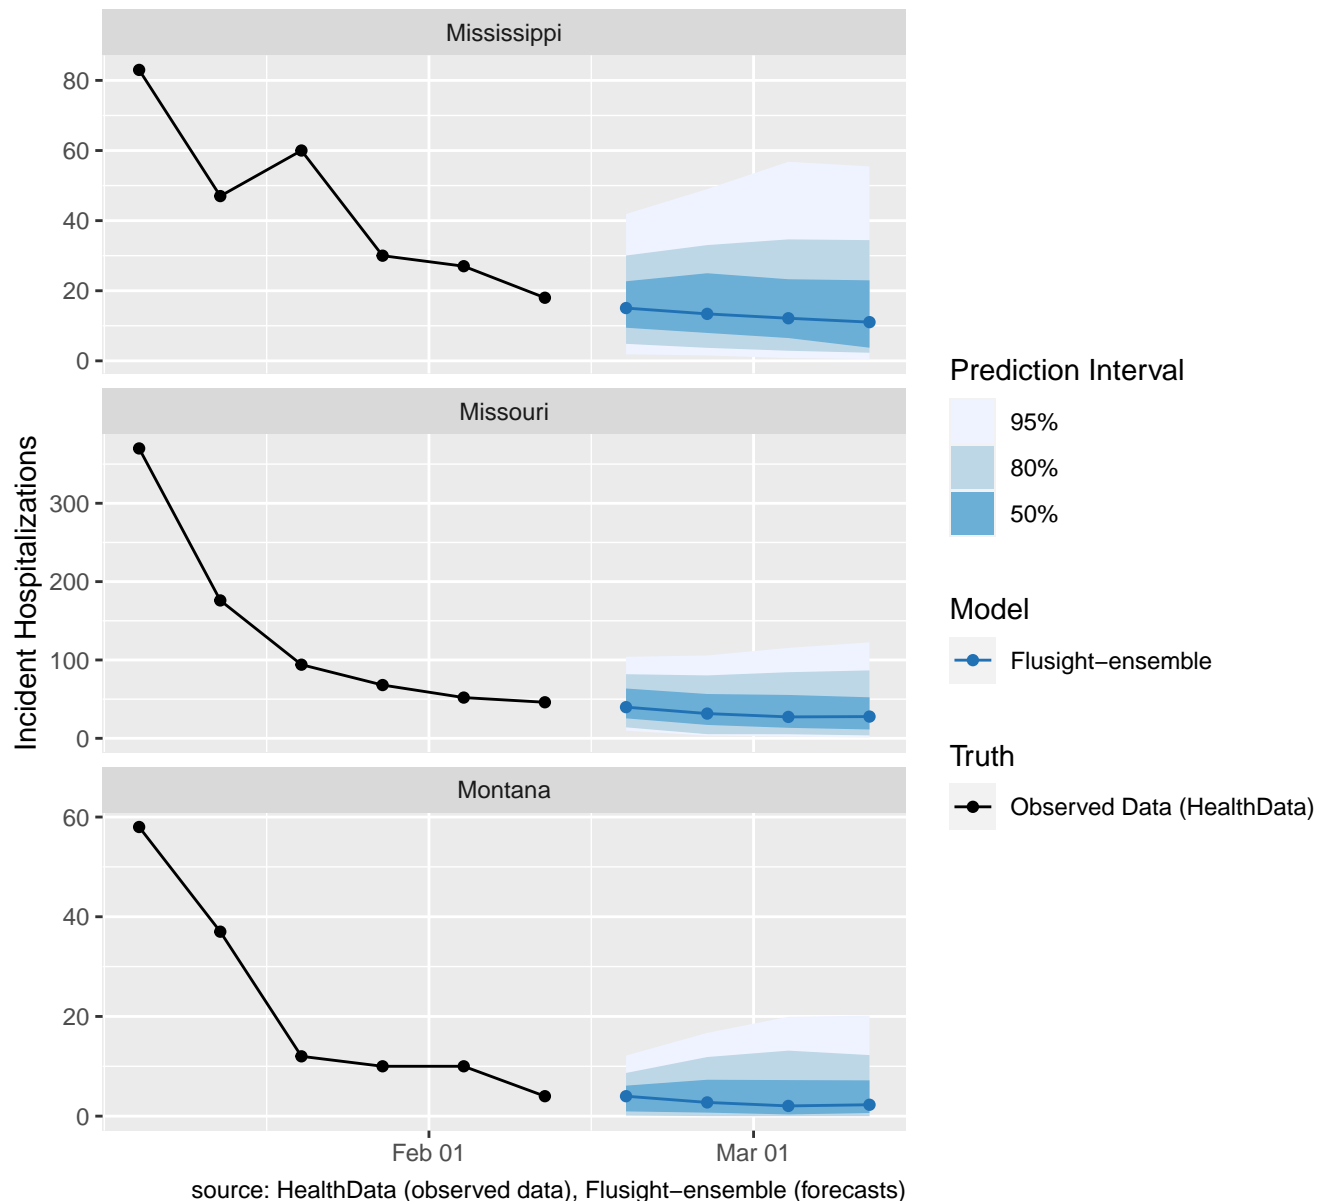 Mississippi
80
60
40
20
0
Missouri
300
200
100
0
Montana
60
40
20
0
Incident Hospitalizations
Feb 01
Mar 01
source: HealthData (observed data), Flusight−ensemble (forecasts)
Prediction Interval
95%
80%
50%
Model
Flusight−ensemble
Truth
Observed Data (HealthData)